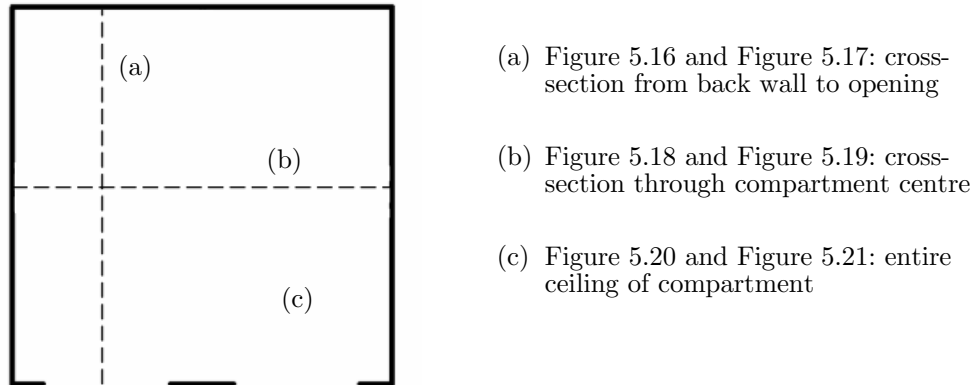 (a)
(b)
(c)
(a) Figure 5.16 and Figure 5.17: cross-
section from back wall to opening
(b) Figure 5.18 and Figure 5.19: cross-
section through compartment centre
(c) Figure 5.20 and Figure 5.21: entire
ceiling of compartment